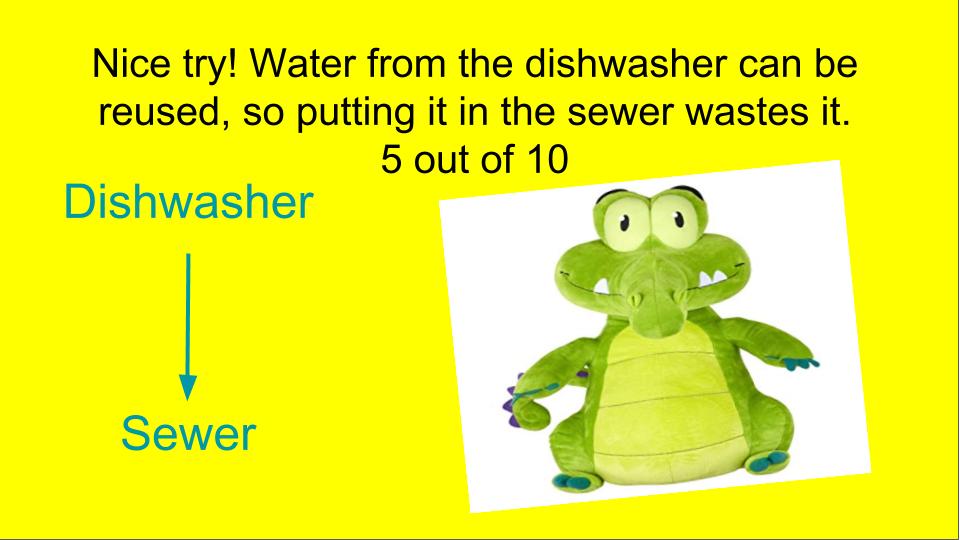 Nice try! Water from the dishwasher can be
reused, so putting it in the sewer wastes it.
5 out of 10
Dishwasher
Sewer